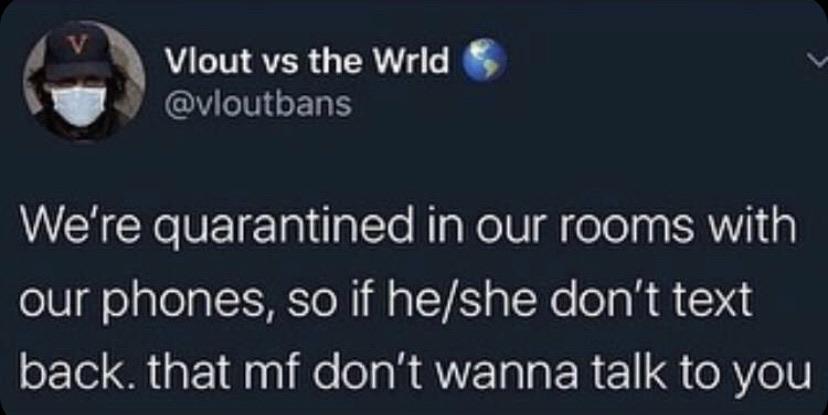 V
Vlout vs the Wrld 🌎
@vloutbans
We're quarantined in our rooms with
our phones, so if he/she don't text
back. that mf don't wanna talk to you